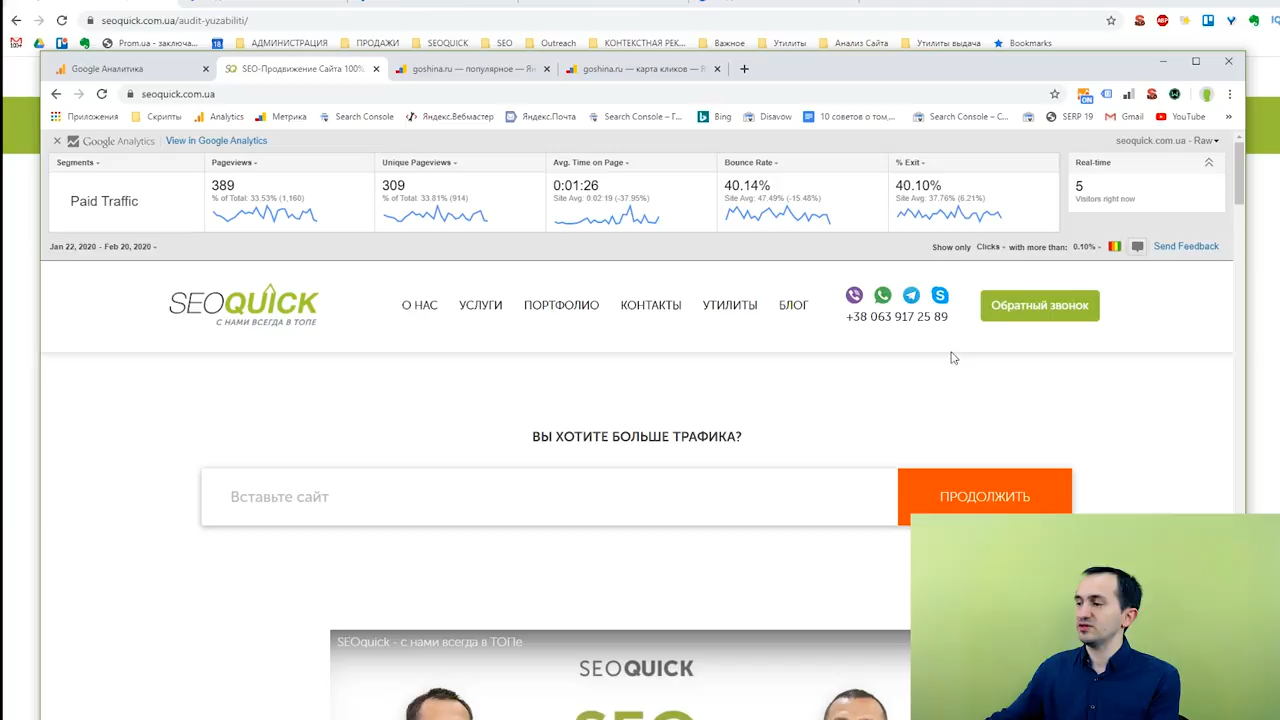 seoquick.com.ua/audit-yuzabiliti/
Prom.ua - заключа...
АДМИНИСТРАЦИЯ
ПРОДАЖИ
SEOQUICK
SEO
Outreach
КОНТЕКСТНАЯ РЕК...
Важное
Утилиты
Анализ Сайта
Утилиты выдача
Bookmarks
Google Аналитика
SEO-Продвижение Сайта 100%
goshina.ru — популярное — Ян
goshina.ru — карта кликов — Я
seoquick.com.ua
ON
Приложения
Скрипты
Analytics
Метрика
Search Console
Яндекс.Вебмастер
Яндекс.Почта
Search Console – Г...
Bing
Disavow
10 советов о том,...
Search Console – С...
SERP 19
Gmail
YouTube
Google Analytics
View in Google Analytics
seoquick.com.ua - Raw
Segments
Pageviews
Unique Pageviews
Avg. Time on Page
Bounce Rate
% Exit
Real-time
Paid Traffic
389
% of Total: 33.53% (1,160)
309
% of Total: 33.81% (914)
0:01:26
Site Avg: 0:02:19 (-37.95%)
40.14%
Site Avg: 47.49% (-15.48%)
40.10%
Site Avg: 37.76% (6.21%)
5
Visitors right now
Jan 22, 2020 - Feb 20, 2020
Show only Clicks with more than: 0.10%
Send Feedback
SEOQUICK
С НАМИ ВСЕГДА В ТОПЕ
О НАС
УСЛУГИ
ПОРТФОЛИО
КОНТАКТЫ
УТИЛИТЫ
БЛОГ
+38 063 917 25 89
Обратный звонок
ВЫ ХОТИТЕ БОЛЬШЕ ТРАФИКА?
Вставьте сайт
ПРОДОЛЖИТЬ
SEOquick - с нами всегда в ТОПе
SEOQUICK
SEO